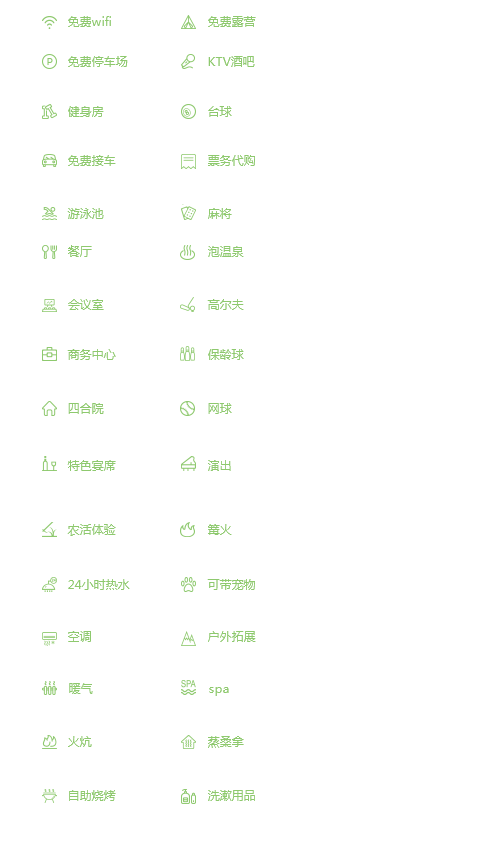 免费wifi
免费露营
免费停车场
KTV酒吧
健身房
台球
免费接车
票务代购
游泳池
麻将
餐厅
泡温泉
会议室
高尔夫
商务中心
保龄球
四合院
网球
特色宴席
演出
农活体验
篝火
24小时热水
可带宠物
空调
户外拓展
暖气
SPA
spa
火炕
蒸桑拿
自助烧烤
洗漱用品